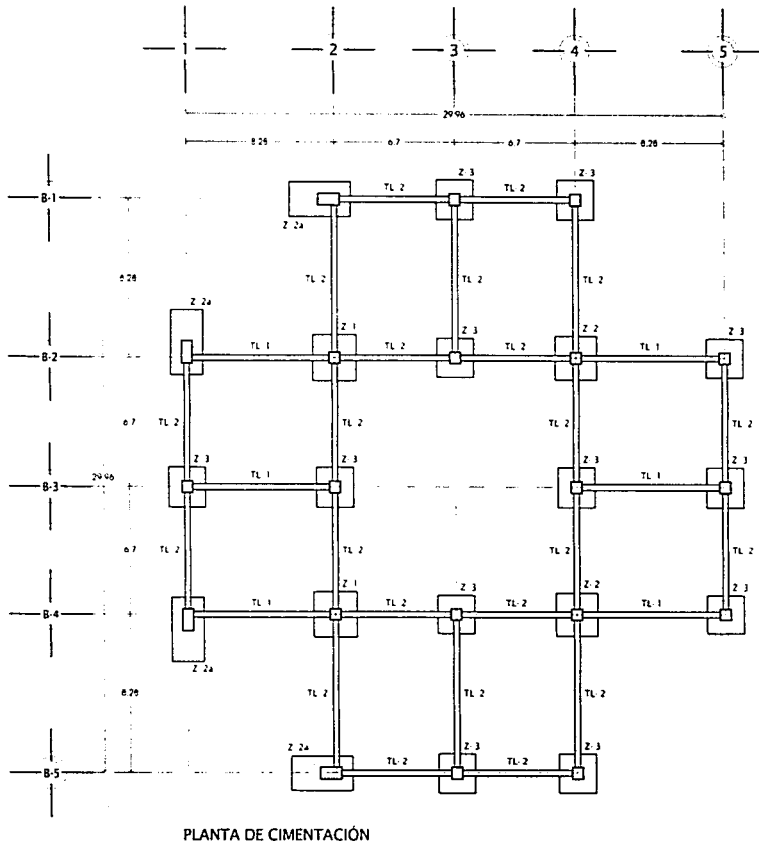 1 2 3 4 5
29.96
8.28 6.7 6.7 8.28
Z-3 Z-3
B-1 TL-2 TL-2
Z-2a
8.28 TL-2 TL-2 TL-2
Z-2a
Z-1 Z-3 Z-2 Z-3
B-2 TL-1 TL-2 TL-2 TL-1
6.7 TL-2 TL-2 TL-2 TL-2
Z-3 Z-3 Z-3 Z-3
29.96
B-3 TL-1 TL-1
6.7 TL-2 TL-2 TL-2 TL-2
Z-1 Z-3 Z-2 Z-3
B-4 TL-1 TL-2 TL-2 TL-1
Z-2a
8.28 TL-2 TL-2 TL-2
Z-2a Z-3 Z-3
B-5 TL-2 TL-2
PLANTA DE CIMENTACIÓN